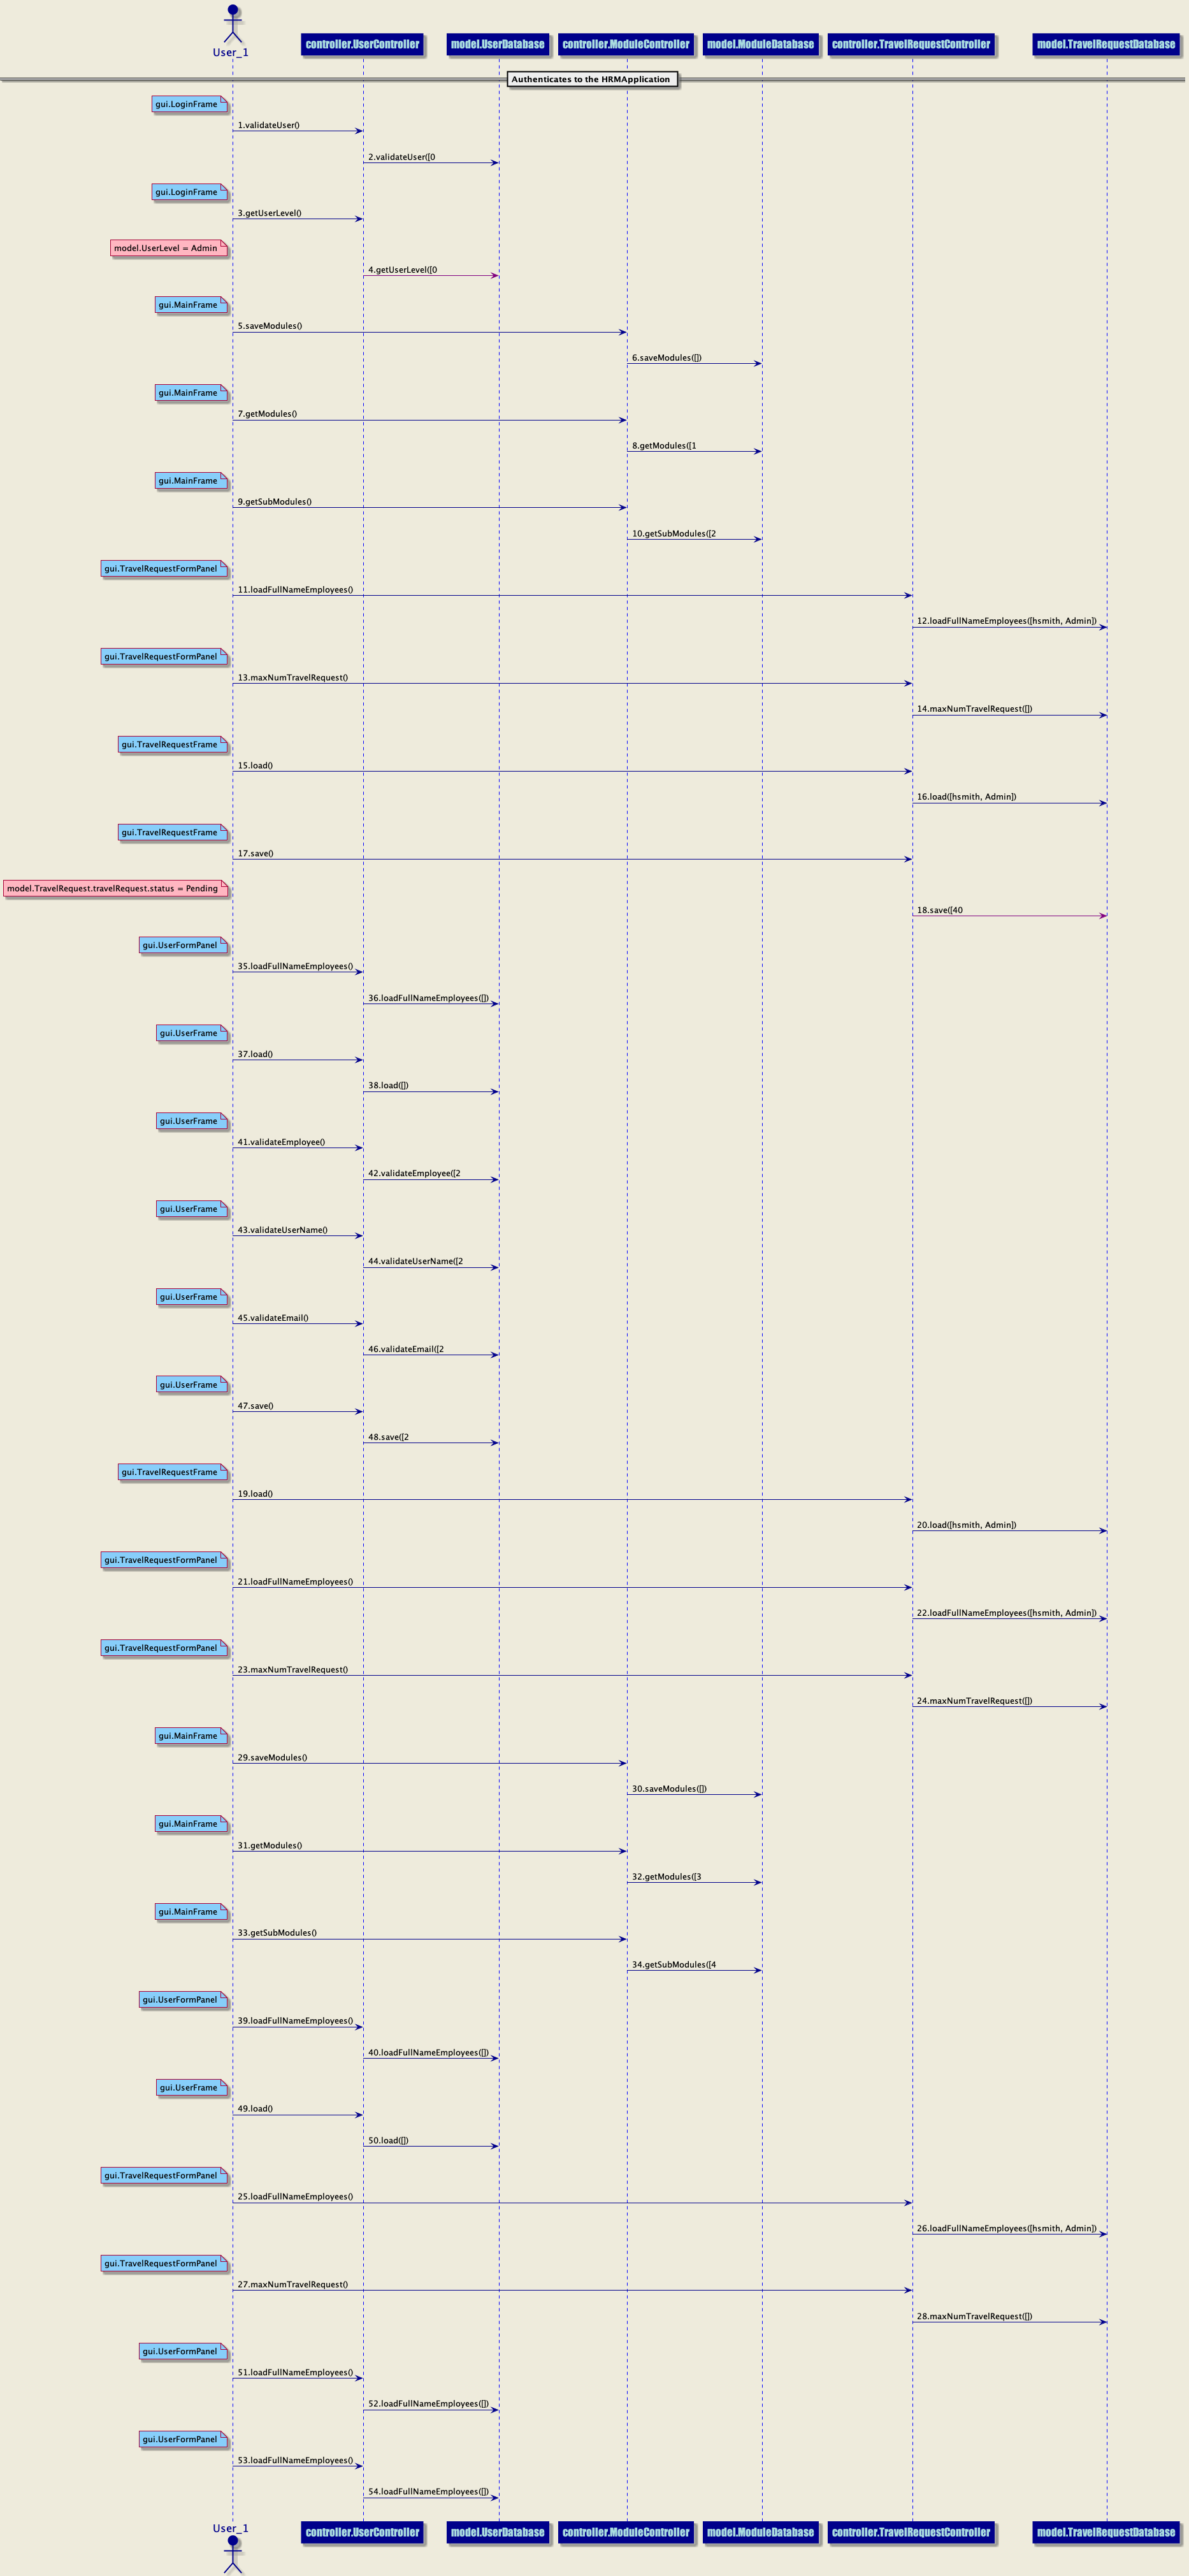 User_1
controller.UserController
model.UserDatabase
controller.ModuleController
model.ModuleDatabase
controller.TravelRequestController
model.TravelRequestDatabase
Authenticates to the HRMApplication
gui.LoginFrame
1.validateUser()
2.validateUser([0
gui.LoginFrame
3.getUserLevel()
model.UserLevel = Admin
4.getUserLevel([0
gui.MainFrame
5.saveModules()
6.saveModules([])
gui.MainFrame
7.getModules()
8.getModules([1
gui.MainFrame
9.getSubModules()
10.getSubModules([2
gui.TravelRequestFormPanel
11.loadFullNameEmployees()
12.loadFullNameEmployees([hsmith, Admin])
gui.TravelRequestFormPanel
13.maxNumTravelRequest()
14.maxNumTravelRequest([])
gui.TravelRequestFrame
15.load()
16.load([hsmith, Admin])
gui.TravelRequestFrame
17.save()
model.TravelRequest.travelRequest.status = Pending
18.save([40
gui.UserFormPanel
35.loadFullNameEmployees()
36.loadFullNameEmployees([])
gui.UserFrame
37.load()
38.load([])
gui.UserFrame
41.validateEmployee()
42.validateEmployee([2
gui.UserFrame
43.validateUserName()
44.validateUserName([2
gui.UserFrame
45.validateEmail()
46.validateEmail([2
gui.UserFrame
47.save()
48.save([2
gui.TravelRequestFrame
19.load()
20.load([hsmith, Admin])
gui.TravelRequestFormPanel
21.loadFullNameEmployees()
22.loadFullNameEmployees([hsmith, Admin])
gui.TravelRequestFormPanel
23.maxNumTravelRequest()
24.maxNumTravelRequest([])
gui.MainFrame
29.saveModules()
30.saveModules([])
gui.MainFrame
31.getModules()
32.getModules([3
gui.MainFrame
33.getSubModules()
34.getSubModules([4
gui.UserFormPanel
39.loadFullNameEmployees()
40.loadFullNameEmployees([])
gui.UserFrame
49.load()
50.load([])
gui.TravelRequestFormPanel
25.loadFullNameEmployees()
26.loadFullNameEmployees([hsmith, Admin])
gui.TravelRequestFormPanel
27.maxNumTravelRequest()
28.maxNumTravelRequest([])
gui.UserFormPanel
51.loadFullNameEmployees()
52.loadFullNameEmployees([])
gui.UserFormPanel
53.loadFullNameEmployees()
54.loadFullNameEmployees([])
User_1
controller.UserController
model.UserDatabase
controller.ModuleController
model.ModuleDatabase
controller.TravelRequestController
model.TravelRequestDatabase